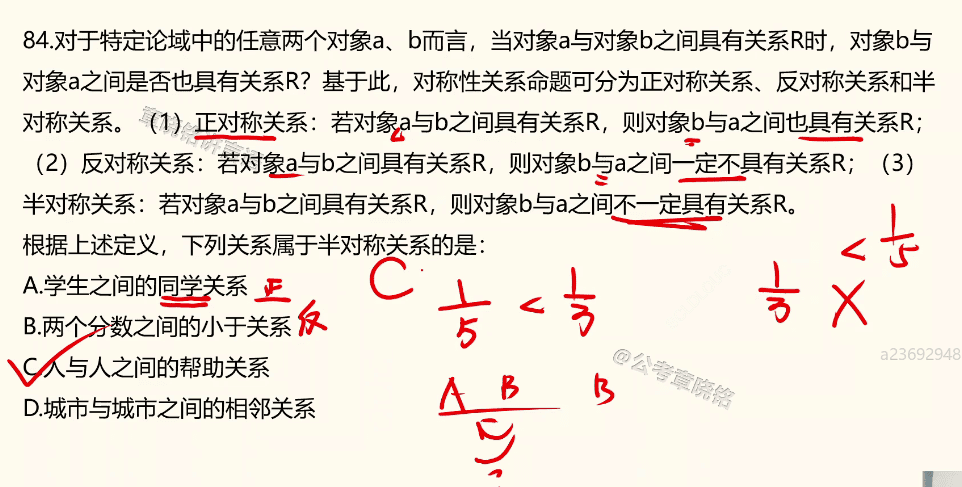 84.对于特定论域中的任意两个对象a、b而言，当对象a与对象b之间具有关系R时，对象b与
对象a之间是否也具有关系R？基于此，对称性关系命题可分为正对称关系、反对称关系和半
对称关系。（1）正对称关系：若对象a与b之间具有关系R，则对象b与a之间也具有关系R；
（2）反对称关系：若对象a与b之间具有关系R，则对象b与a之间一定不具有关系R；（3）
半对称关系：若对象a与b之间具有关系R，则对象b与a之间不一定具有关系R。
根据上述定义，下列关系属于半对称关系的是：
< 1/5
A.学生之间的同学关系 正
C
1/5 < 1/3
1/3 X
B.两个分数之间的小于关系 反
C.人与人之间的帮助关系
@公考章晓铭
a23692948
A B B
D.城市与城市之间的相邻关系